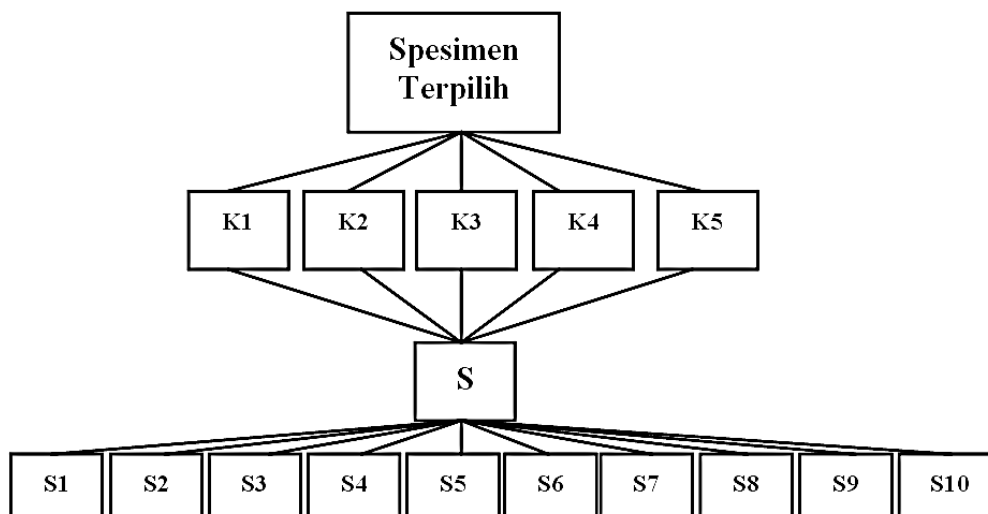 Spesimen
Terpilih
K1 K2 K3 K4 K5
S
S1 S2 S3 S4 S5 S6 S7 S8 S9 S10